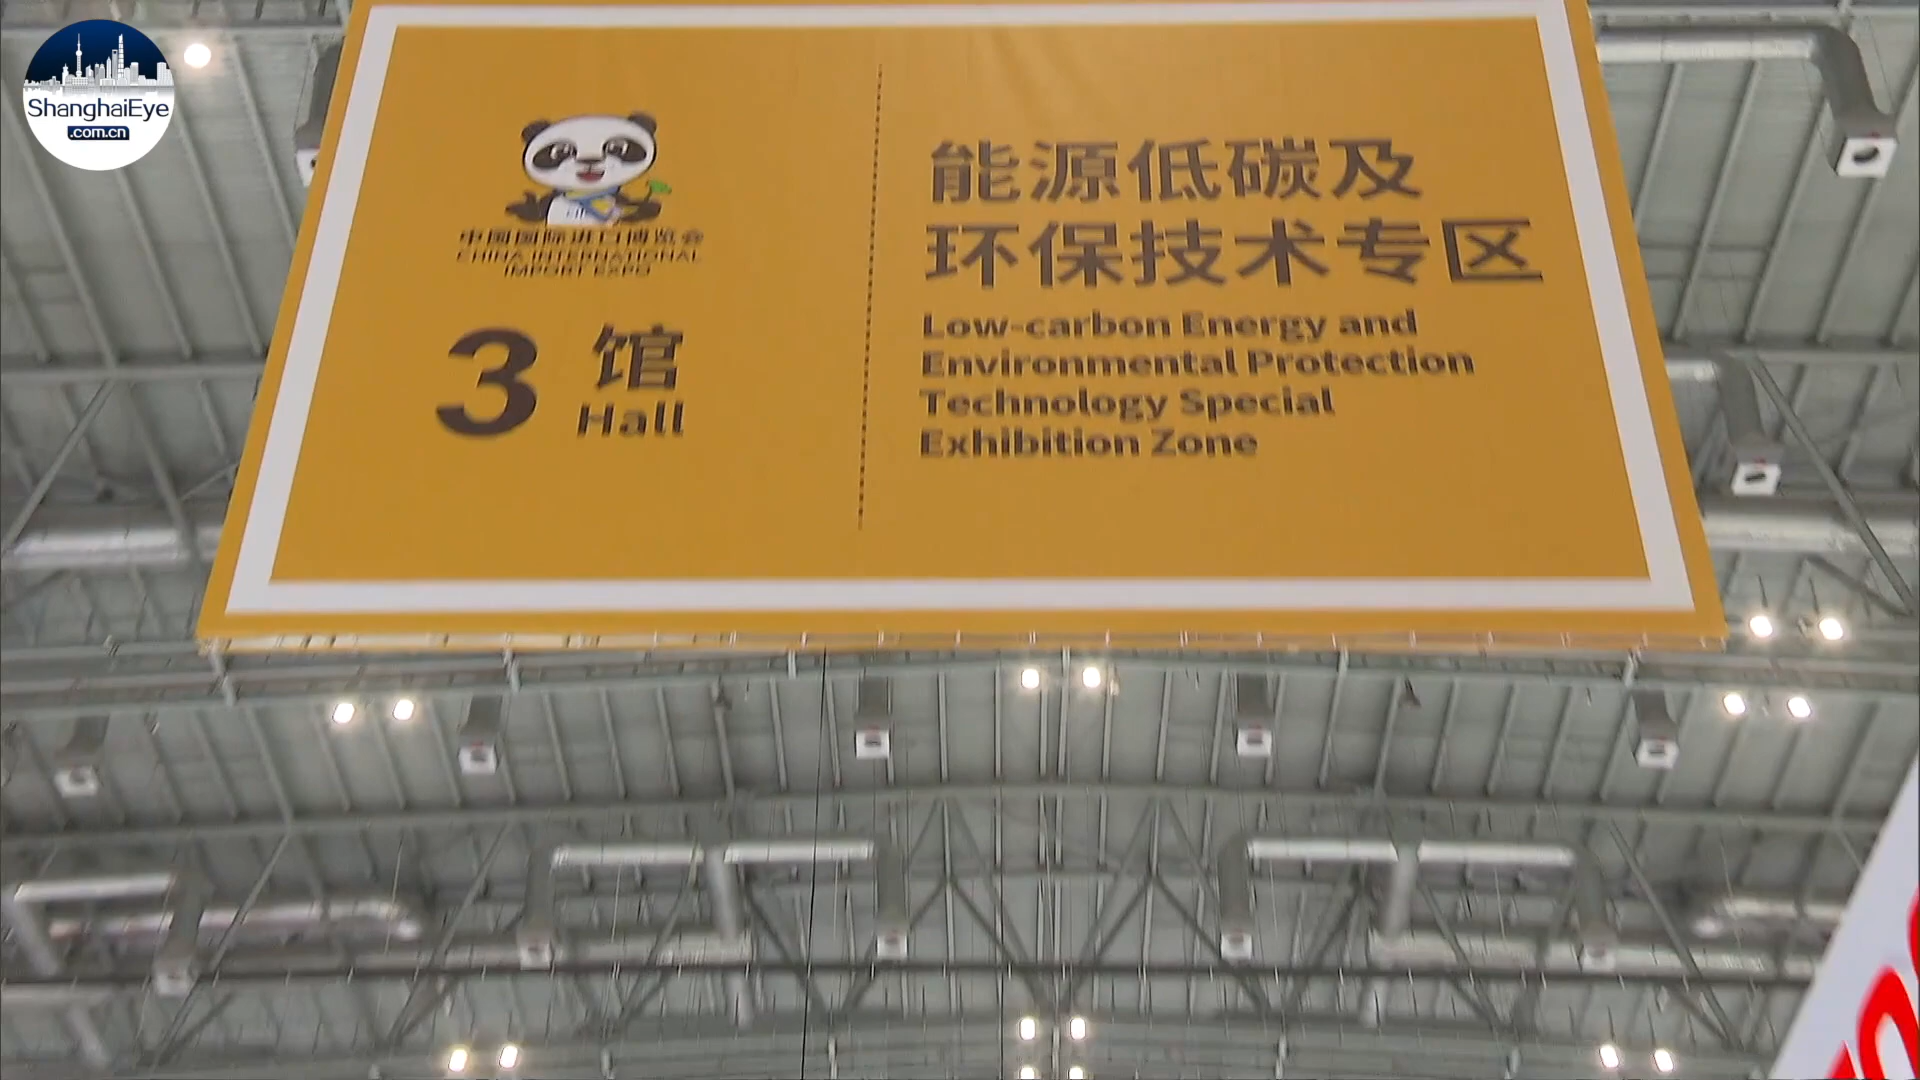 ShanghaiEye
.com.cn
中国国际进口博览会
CHINA INTERNATIONAL
IMPORT EXPO
3 馆
Hall
能源低碳及
环保技术专区
Low-carbon Energy and
Environmental Protection
Technology Special
Exhibition Zone